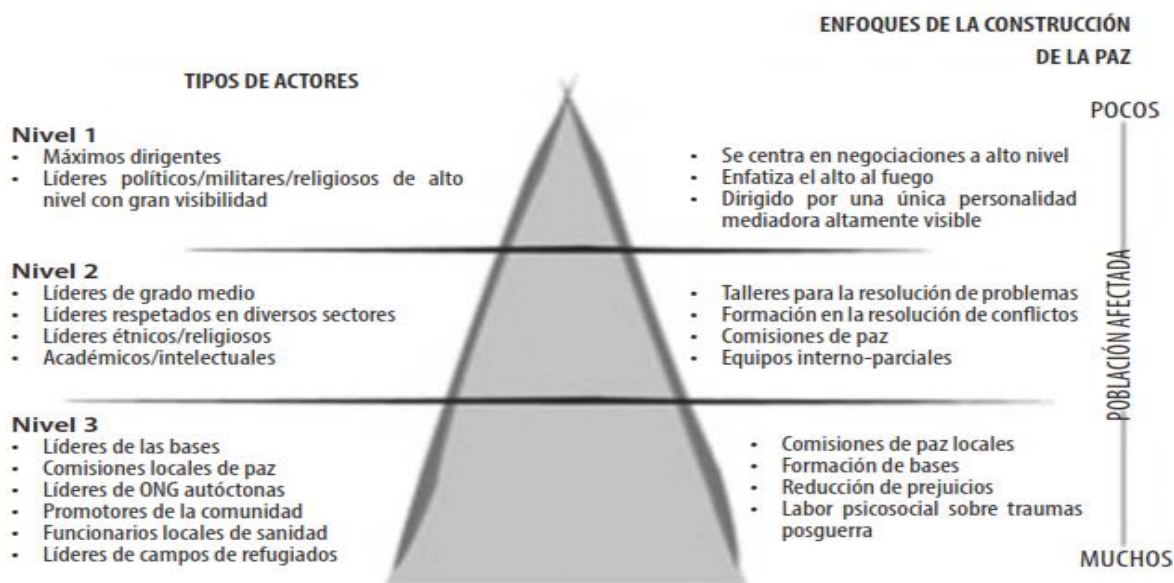 ENFOQUES DE LA CONSTRUCCIÓN
DE LA PAZ
TIPOS DE ACTORES
POCOS
Nivel 1
• Máximos dirigentes
• Líderes políticos/militares/religiosos de alto
nivel con gran visibilidad
• Se centra en negociaciones a alto nivel
• Enfatiza el alto al fuego
• Dirigido por una única personalidad
mediadora altamente visible
Nivel 2
• Líderes de grado medio
• Líderes respetados en diversos sectores
• Líderes étnicos/religiosos
• Académicos/intelectuales
• Talleres para la resolución de problemas
• Formación en la resolución de conflictos
• Comisiones de paz
• Equipos interno-parciales
POBLACIÓN AFECTADA
Nivel 3
• Líderes de las bases
• Comisiones locales de paz
• Líderes de ONG autóctonas
• Promotores de la comunidad
• Funcionarios locales de sanidad
• Líderes de campos de refugiados
• Comisiones de paz locales
• Formación de bases
• Reducción de prejuicios
• Labor psicosocial sobre traumas
posguerra
MUCHOS